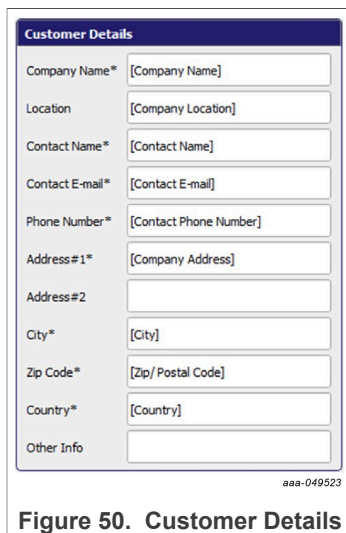 Customer Details
Company Name* [Company Name]
Location [Company Location]
Contact Name* [Contact Name]
Contact E-mail* [Contact E-mail]
Phone Number* [Contact Phone Number]
Address#1* [Company Address]
Address#2
City* [City]
Zip Code* [Zip/ Postal Code]
Country* [Country]
Other Info
aaa-049523
Figure 50. Customer Details